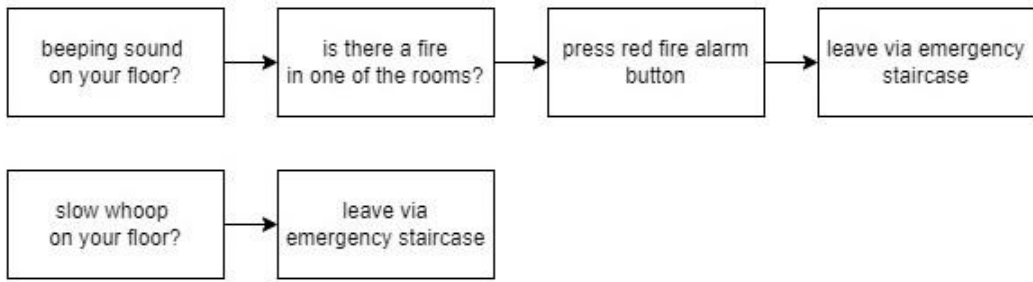 beeping sound
on your floor?
is there a fire
in one of the rooms?
press red fire alarm
button
leave via emergency
staircase
slow whoop
on your floor?
leave via
emergency staircase